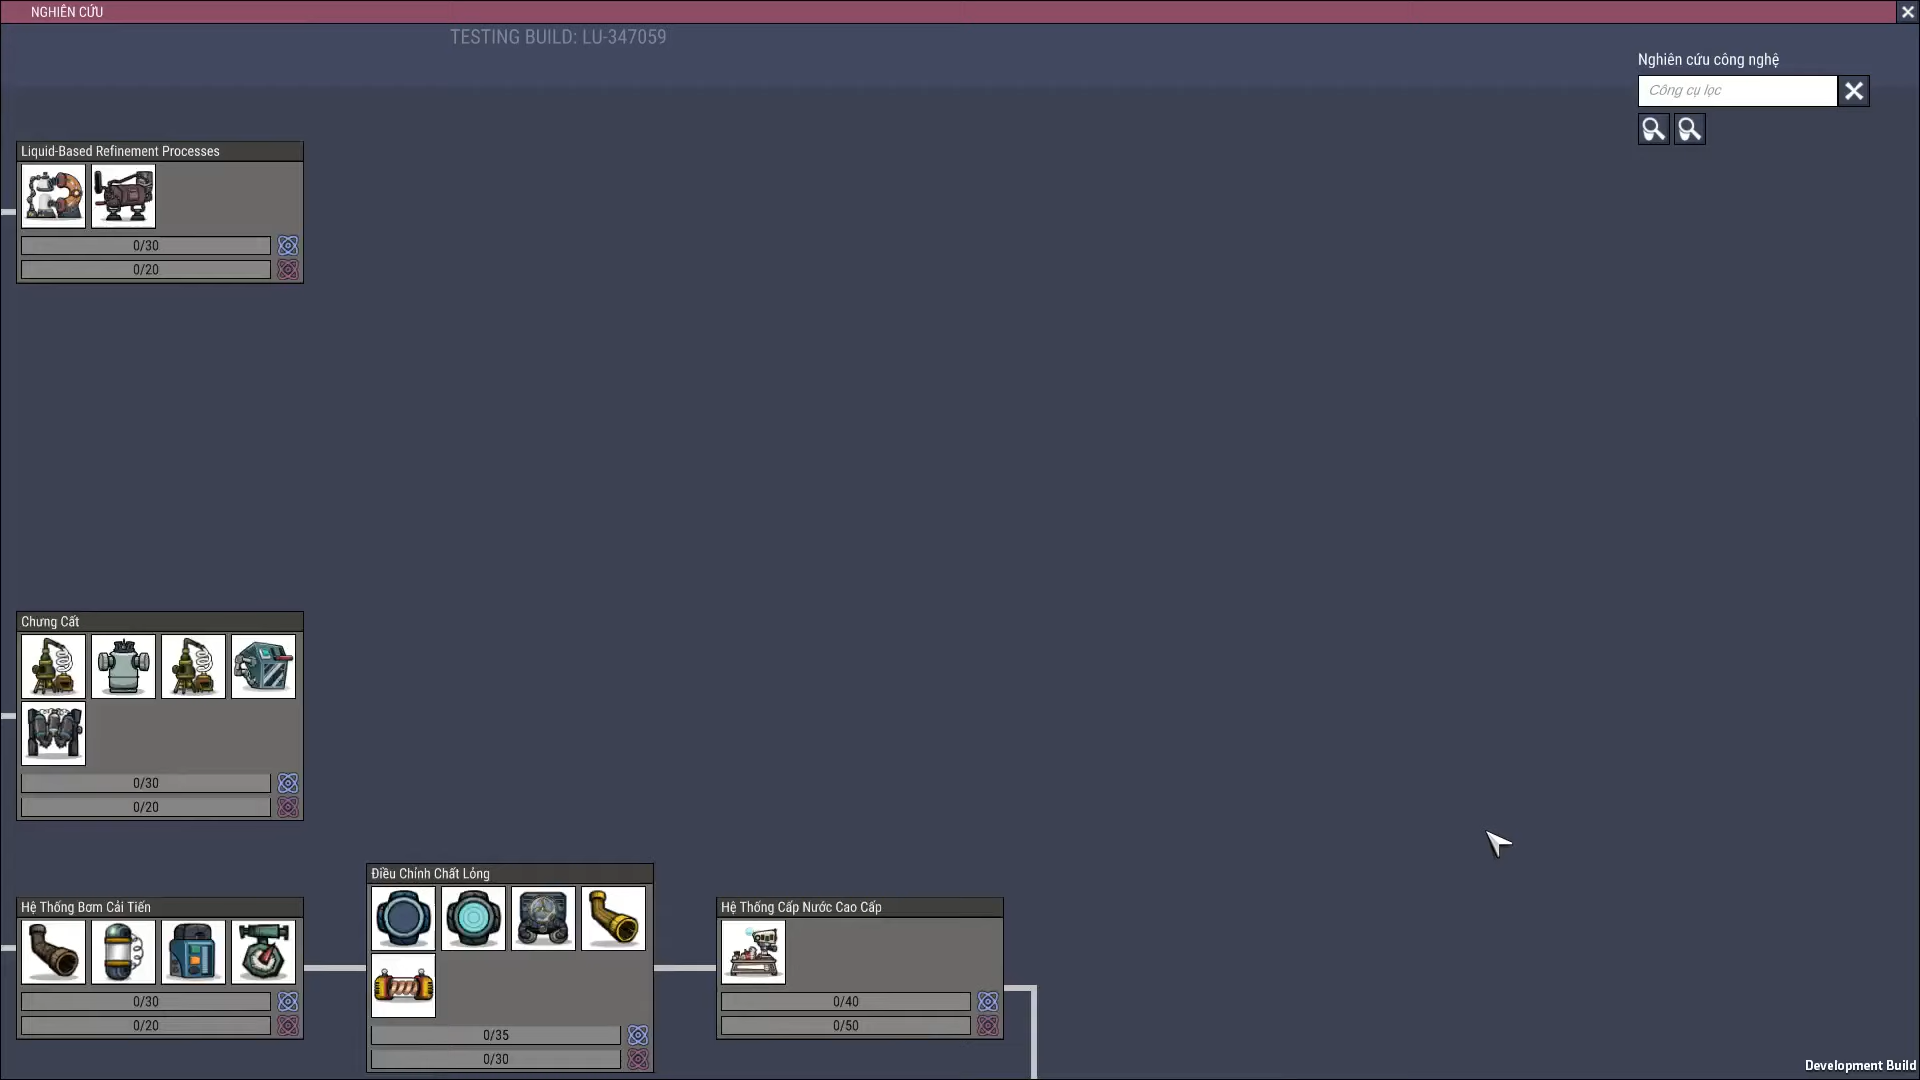 NGHIÊN CỨU
TESTING BUILD: LU-347059
Nghiên cứu công nghệ
Công cụ lọc
Liquid-Based Refinement Processes
0/30
0/20
Chưng Cất
0/30
0/20
Hệ Thống Bơm Cải Tiến
0/30
0/20
Điều Chỉnh Chất Lỏng
0/35
0/30
Hệ Thống Cấp Nước Cao Cấp
0/40
0/50
Development Build